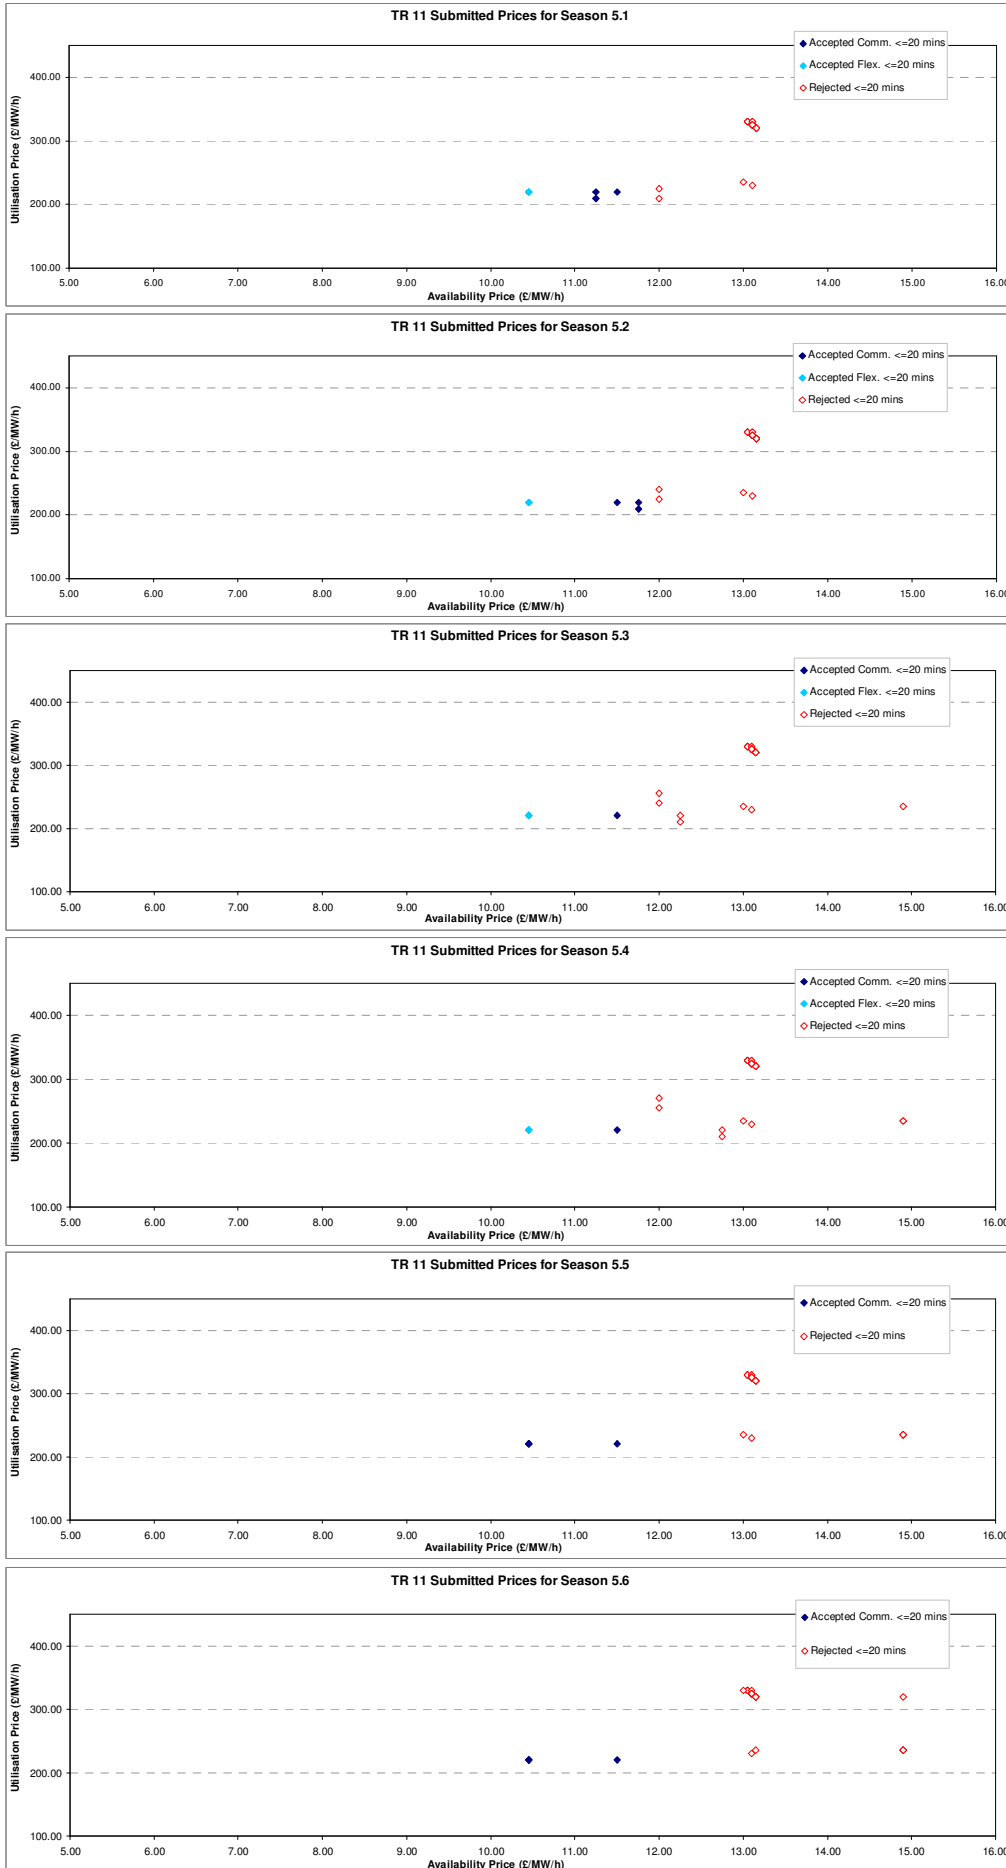 TR 11 Submitted Prices for Season 5.1
Accepted Comm. <=20 mins
Accepted Flex. <=20 mins
Rejected <=20 mins
Utilisation Price (£/MW/h)
400.00
300.00
200.00
100.00
5.00 6.00 7.00 8.00 9.00 10.00 11.00 12.00 13.00 14.00 15.00 16.00
Availability Price (£/MW/h)
TR 11 Submitted Prices for Season 5.2
Accepted Comm. <=20 mins
Accepted Flex. <=20 mins
Rejected <=20 mins
Utilisation Price (£/MW/h)
400.00
300.00
200.00
100.00
5.00 6.00 7.00 8.00 9.00 10.00 11.00 12.00 13.00 14.00 15.00 16.00
Availability Price (£/MW/h)
TR 11 Submitted Prices for Season 5.3
Accepted Comm. <=20 mins
Accepted Flex. <=20 mins
Rejected <=20 mins
Utilisation Price (£/MW/h)
400.00
300.00
200.00
100.00
5.00 6.00 7.00 8.00 9.00 10.00 11.00 12.00 13.00 14.00 15.00 16.00
Availability Price (£/MW/h)
TR 11 Submitted Prices for Season 5.4
Accepted Comm. <=20 mins
Accepted Flex. <=20 mins
Rejected <=20 mins
Utilisation Price (£/MW/h)
400.00
300.00
200.00
100.00
5.00 6.00 7.00 8.00 9.00 10.00 11.00 12.00 13.00 14.00 15.00 16.00
Availability Price (£/MW/h)
TR 11 Submitted Prices for Season 5.5
Accepted Comm. <=20 mins
Rejected <=20 mins
Utilisation Price (£/MW/h)
400.00
300.00
200.00
100.00
5.00 6.00 7.00 8.00 9.00 10.00 11.00 12.00 13.00 14.00 15.00 16.00
Availability Price (£/MW/h)
TR 11 Submitted Prices for Season 5.6
Accepted Comm. <=20 mins
Rejected <=20 mins
Utilisation Price (£/MW/h)
400.00
300.00
200.00
100.00
5.00 6.00 7.00 8.00 9.00 10.00 11.00 12.00 13.00 14.00 15.00 16.00
Availability Price (£/MW/h)